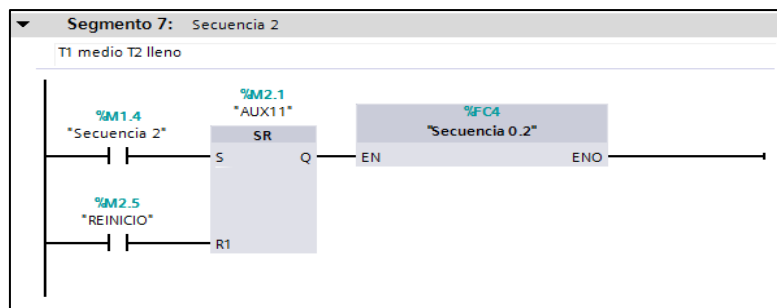 Segmento 7: Secuencia 2
T1 medio T2 lleno
%M1.4
"Secuencia 2"
%M2.1
"AUX11"
SR
S
Q
R1
%FC4
"Secuencia 0.2"
EN
ENO
%M2.5
"REINICIO"